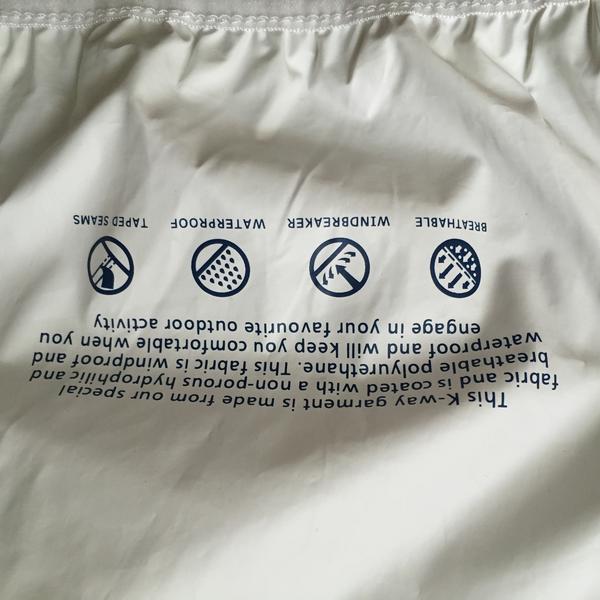 This K-way garment is made from our special
fabric and is coated with a non-porous hydrophilic and
breathable polyurethane. This fabric is windproof and
waterproof and will keep you comfortable when you
engage in your favourite outdoor activity
BREATHABLE WINDBREAKER WATERPROOF TAPED SEAMS